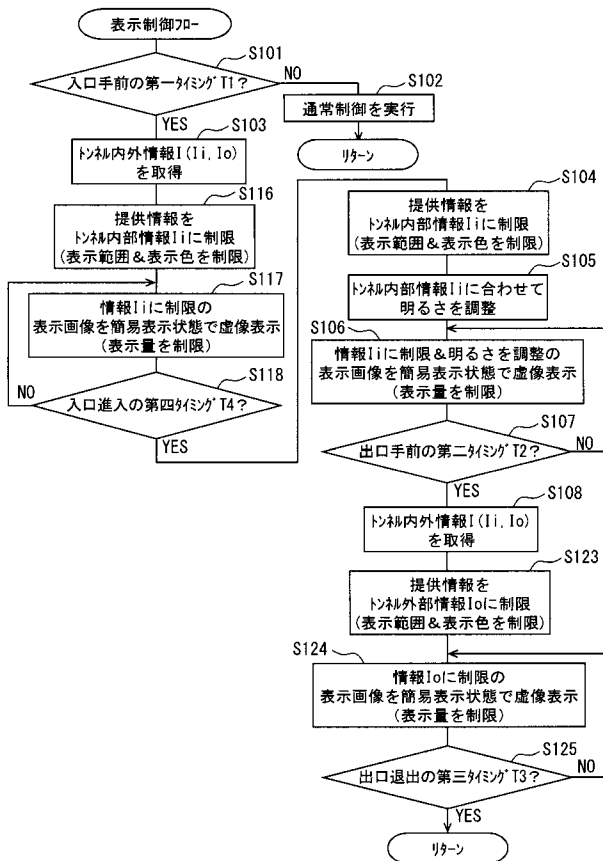 表示制御フロー
S101
入口手前の第一タイミングT1?
NO
S102
通常制御を実行
リターン
YES
S103
トンネル内外情報I(Ii, Io)
を取得
S116
提供情報を
トンネル内部情報Iiに制限
(表示範囲&表示色を制限)
S117
情報Iiに制限の
表示画像を簡易表示状態で虚像表示
(表示量を制限)
S118
NO
入口進入の第四タイミングT4?
YES
S104
提供情報を
トンネル内部情報Iiに制限
(表示範囲&表示色を制限)
S105
トンネル内部情報Iiに合わせて
明るさを調整
S106
情報Iiに制限&明るさを調整の
表示画像を簡易表示状態で虚像表示
(表示量を制限)
S107
出口手前の第二タイミングT2?
NO
YES
S108
トンネル内外情報I(Ii, Io)
を取得
S123
提供情報を
トンネル外部情報Ioに制限
(表示範囲&表示色を制限)
S124
情報Ioに制限の
表示画像を簡易表示状態で虚像表示
(表示量を制限)
S125
出口退出の第三タイミングT3?
NO
YES
リターン